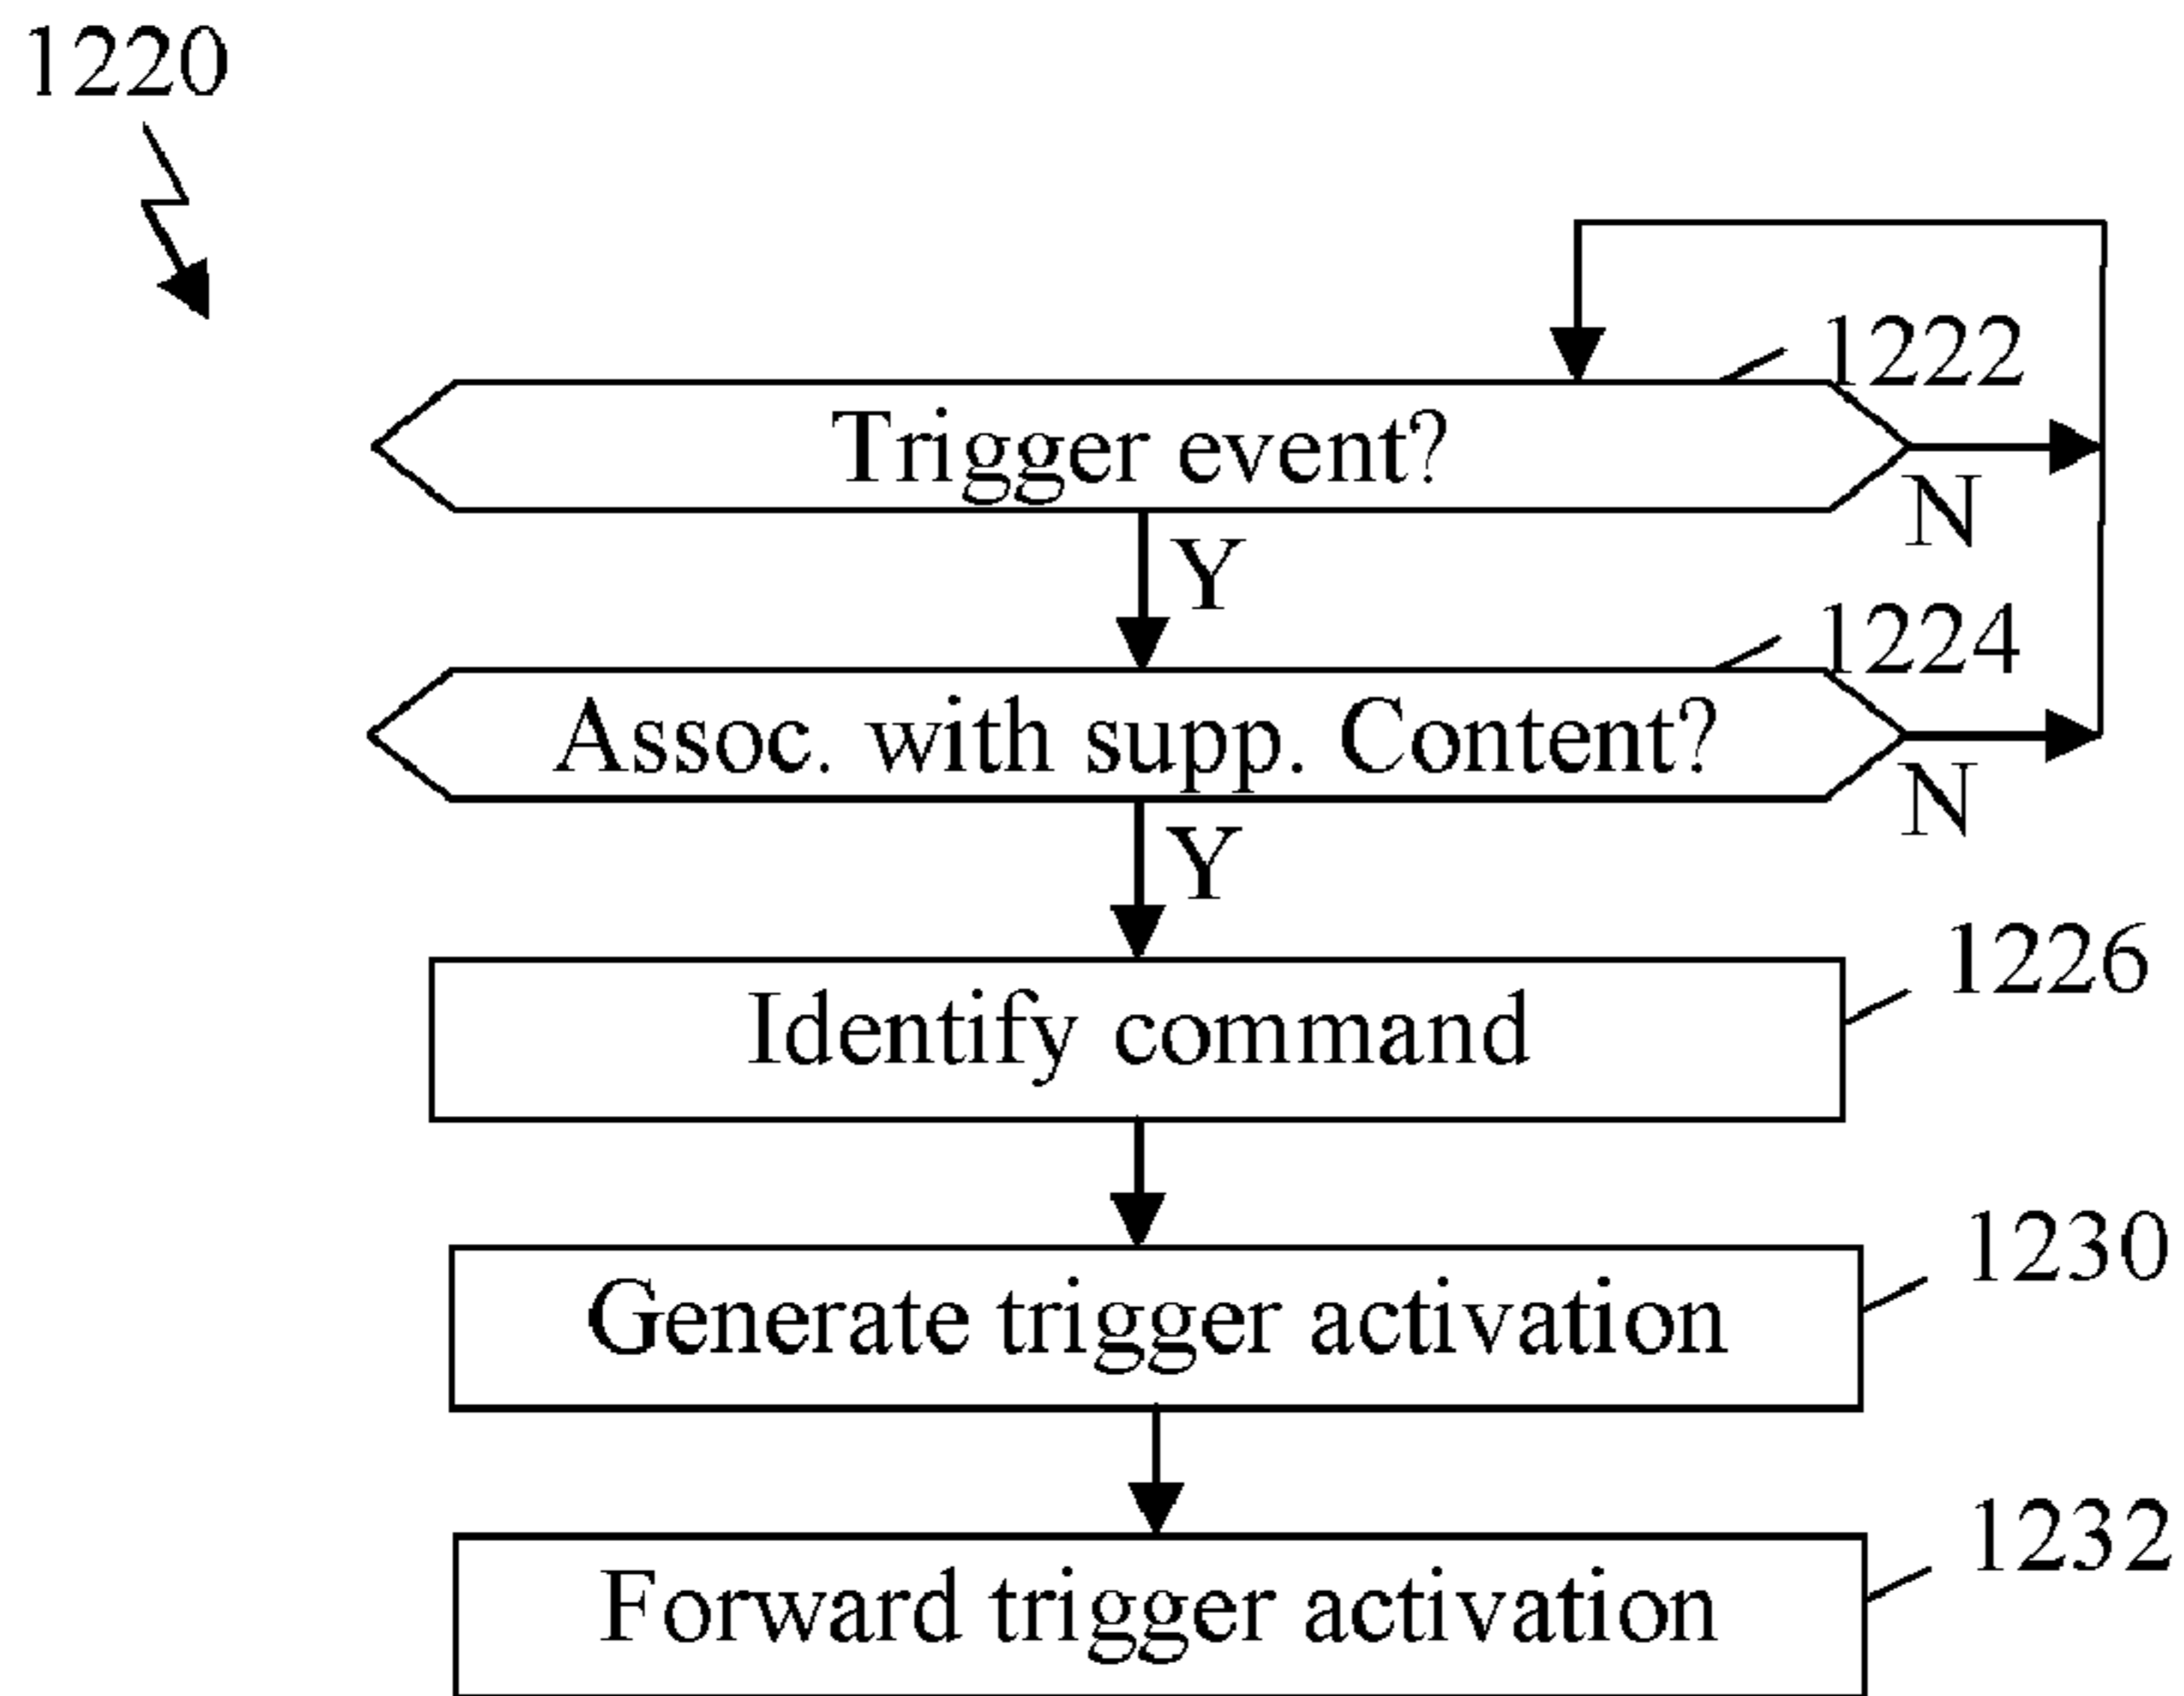 1220
1222
Trigger event?
N
Y
1224
Assoc. with supp. Content?
N
Y
1226
Identify command
1230
Generate trigger activation
1232
Forward trigger activation